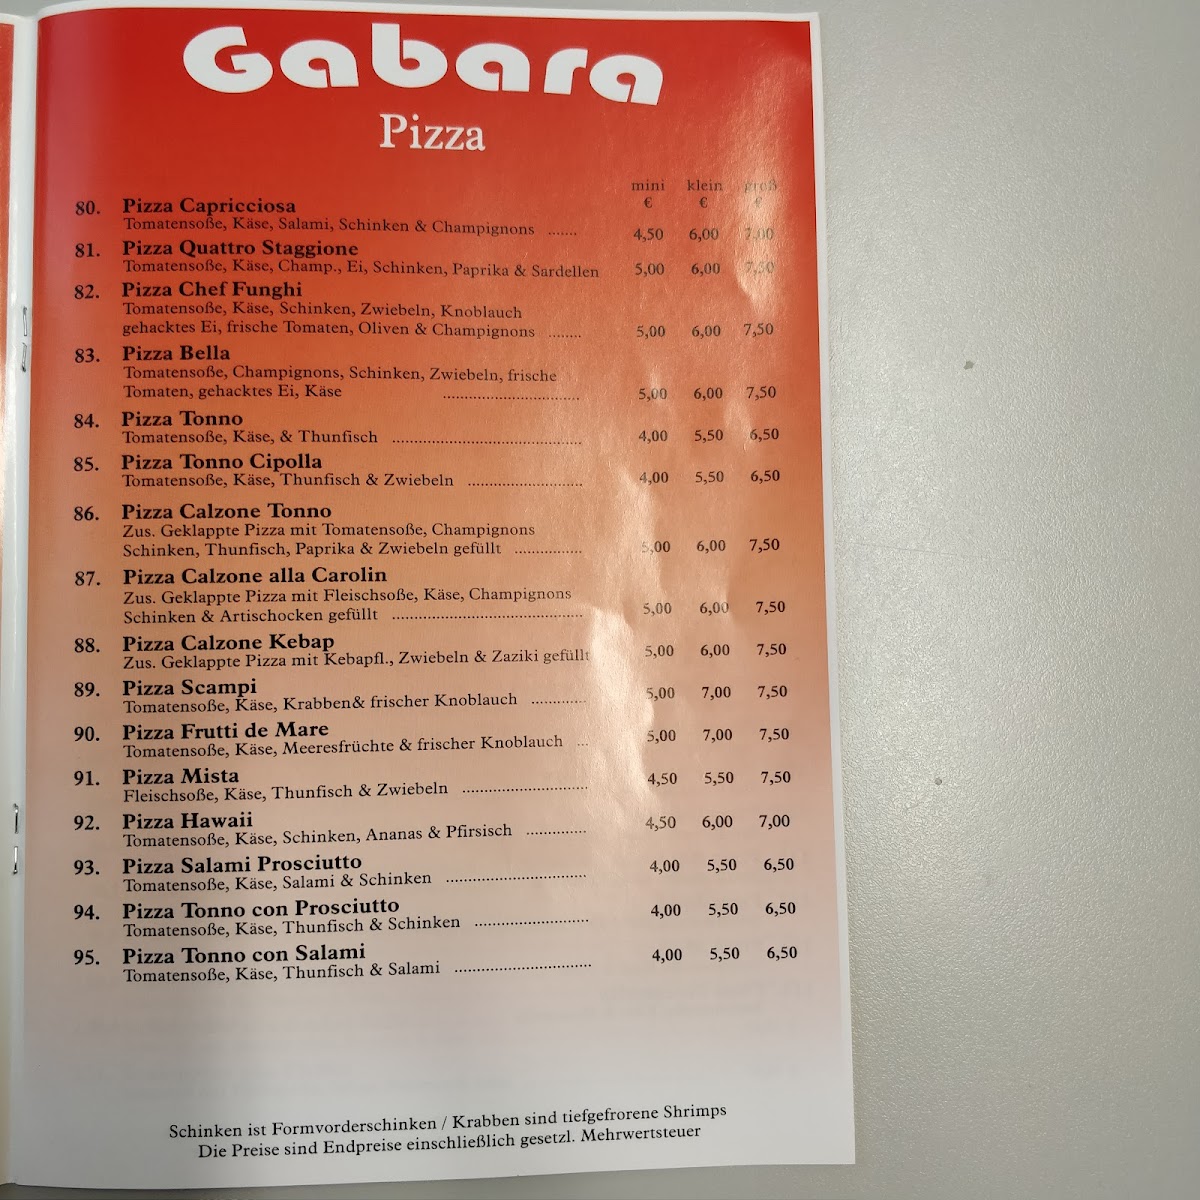 Gabara
Pizza
mini klein groß
€ € €
80. Pizza Capricciosa
Tomatensoße, Käse, Salami, Schinken & Champignons ....... 4,50 6,00 7,00
81. Pizza Quattro Staggione
Tomatensoße, Käse, Champ., Ei, Schinken, Paprika & Sardellen 5,00 6,00 7,50
82. Pizza Chef Funghi
Tomatensoße, Käse, Schinken, Zwiebeln, Knoblauch
gehacktes Ei, frische Tomaten, Oliven & Champignons ........ 5,00 6,00 7,50
83. Pizza Bella
Tomatensoße, Champignons, Schinken, Zwiebeln, frische
Tomaten, gehacktes Ei, Käse ................................. 5,00 6,00 7,50
84. Pizza Tonno
Tomatensoße, Käse, & Thunfisch .............................................. 4,00 5,50 6,50
85. Pizza Tonno Cipolla
Tomatensoße, Käse, Thunfisch & Zwiebeln ............................ 4,00 5,50 6,50
86. Pizza Calzone Tonno
Zus. Geklappte Pizza mit Tomatensoße, Champignons
Schinken, Thunfisch, Paprika & Zwiebeln gefüllt ................ 5,00 6,00 7,50
87. Pizza Calzone alla Carolin
Zus. Geklappte Pizza mit Fleischsoße, Käse, Champignons
Schinken & Artischocken gefüllt .............................................. 5,00 6,00 7,50
88. Pizza Calzone Kebap
Zus. Geklappte Pizza mit Kebapfl., Zwiebeln & Zaziki gefüllt 5,00 6,00 7,50
89. Pizza Scampi
Tomatensoße, Käse, Krabben& frischer Knoblauch ............. 5,00 7,00 7,50
90. Pizza Frutti de Mare
Tomatensoße, Käse, Meeresfrüchte & frischer Knoblauch ... 5,00 7,00 7,50
91. Pizza Mista
Fleischsoße, Käse, Thunfisch & Zwiebeln ............................... 4,50 5,50 7,50
92. Pizza Hawaii
Tomatensoße, Käse, Schinken, Ananas & Pfirsisch .............. 4,50 6,00 7,00
93. Pizza Salami Prosciutto
Tomatensoße, Käse, Salami & Schinken .................................. 4,00 5,50 6,50
94. Pizza Tonno con Prosciutto
Tomatensoße, Käse, Thunfisch & Schinken ............................ 4,00 5,50 6,50
95. Pizza Tonno con Salami
Tomatensoße, Käse, Thunfisch & Salami ................................. 4,00 5,50 6,50
Schinken ist Formvorderschinken / Krabben sind tiefgefrorene Shrimps
Die Preise sind Endpreise einschließlich gesetzl. Mehrwertsteuer